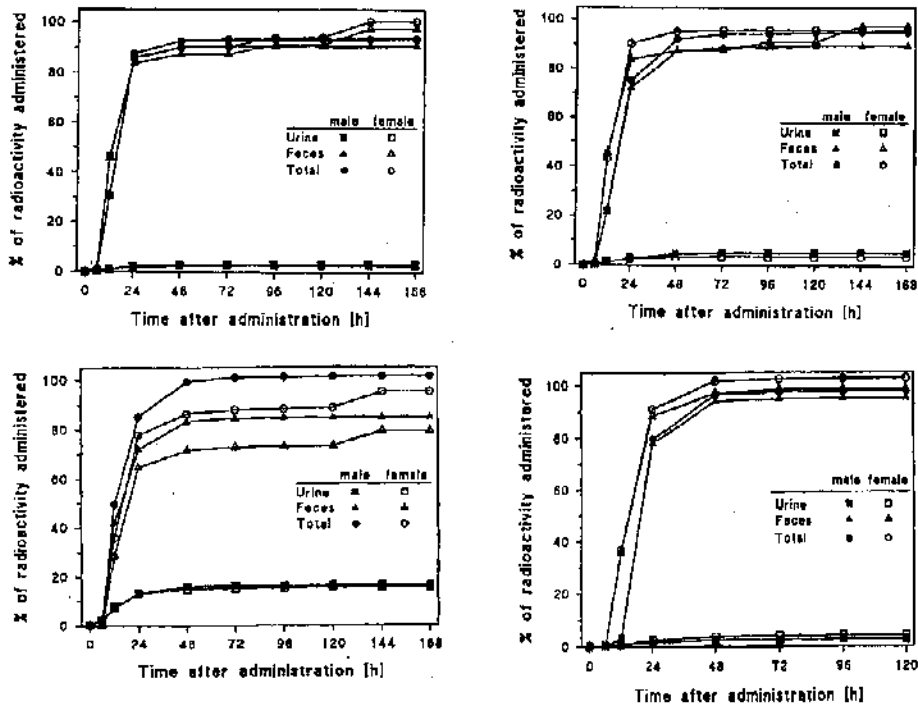 % of radioactivity administered
100
80
60
40
20
0
male female
Urine
Feces
Total
0 24 48 72 96 120 144 168
Time after administration [h]
% of radioactivity administered
100
80
60
40
20
0
male female
Urine
Feces
Total
0 24 48 72 96 120 144 168
Time after administration [h]
% of radioactivity administered
100
80
60
40
20
0
male female
Urine
Feces
Total
0 24 48 72 96 120 144 168
Time after administration [h]
% of radioactivity administered
100
80
60
40
20
0
male female
Urine
Feces
Total
0 24 48 72 96 120
Time after administration [h]